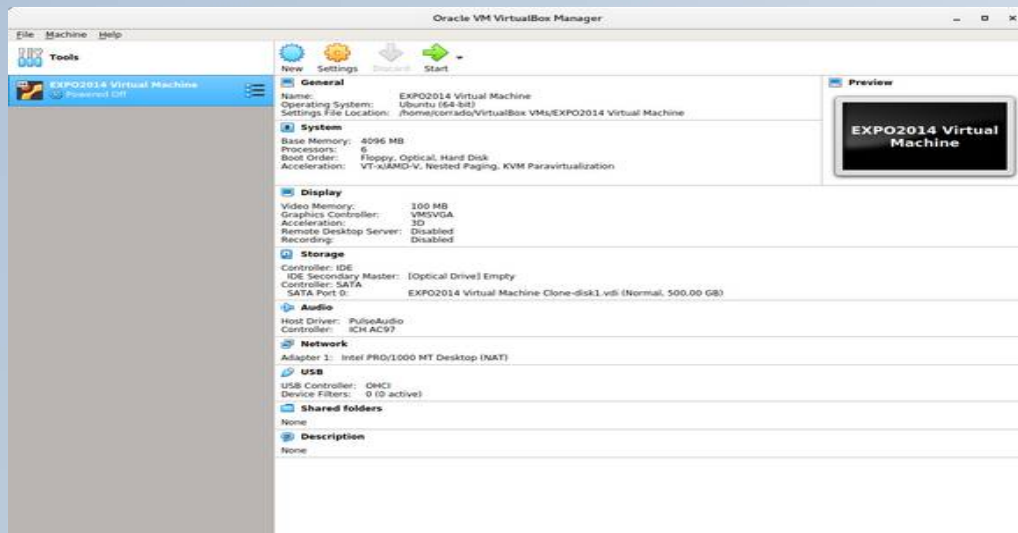 Oracle VM VirtualBox Manager
File Machine Help
Tools
New Settings Discard Start
EXPO2014 Virtual Machine
Powered Off
General
Name: EXPO2014 Virtual Machine
Operating System: Ubuntu (64-bit)
Settings File Location: /home/corrado/VirtualBox VMs/EXPO2014 Virtual Machine
Preview
EXPO2014 Virtual
Machine
System
Base Memory: 4096 MB
Processors: 6
Boot Order: Floppy, Optical, Hard Disk
Acceleration: VT-x/AMD-V, Nested Paging, KVM Paravirtualization
Display
Video Memory: 100 MB
Graphics Controller: VMSVGA
Acceleration: 3D
Remote Desktop Server: Disabled
Recording: Disabled
Storage
Controller: IDE
IDE Secondary Master: [Optical Drive] Empty
Controller: SATA
SATA Port 0: EXPO2014 Virtual Machine Clone-disk1.vdi (Normal, 500.00 GB)
Audio
Host Driver: PulseAudio
Controller: ICH AC97
Network
Adapter 1: Intel PRO/1000 MT Desktop (NAT)
USB
USB Controller: OHCI
Device Filters: 0 (0 active)
Shared folders
None
Description
None